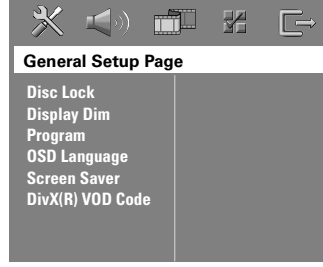 General Setup Page
Disc Lock
Display Dim
Program
OSD Language
Screen Saver
DivX(R) VOD Code